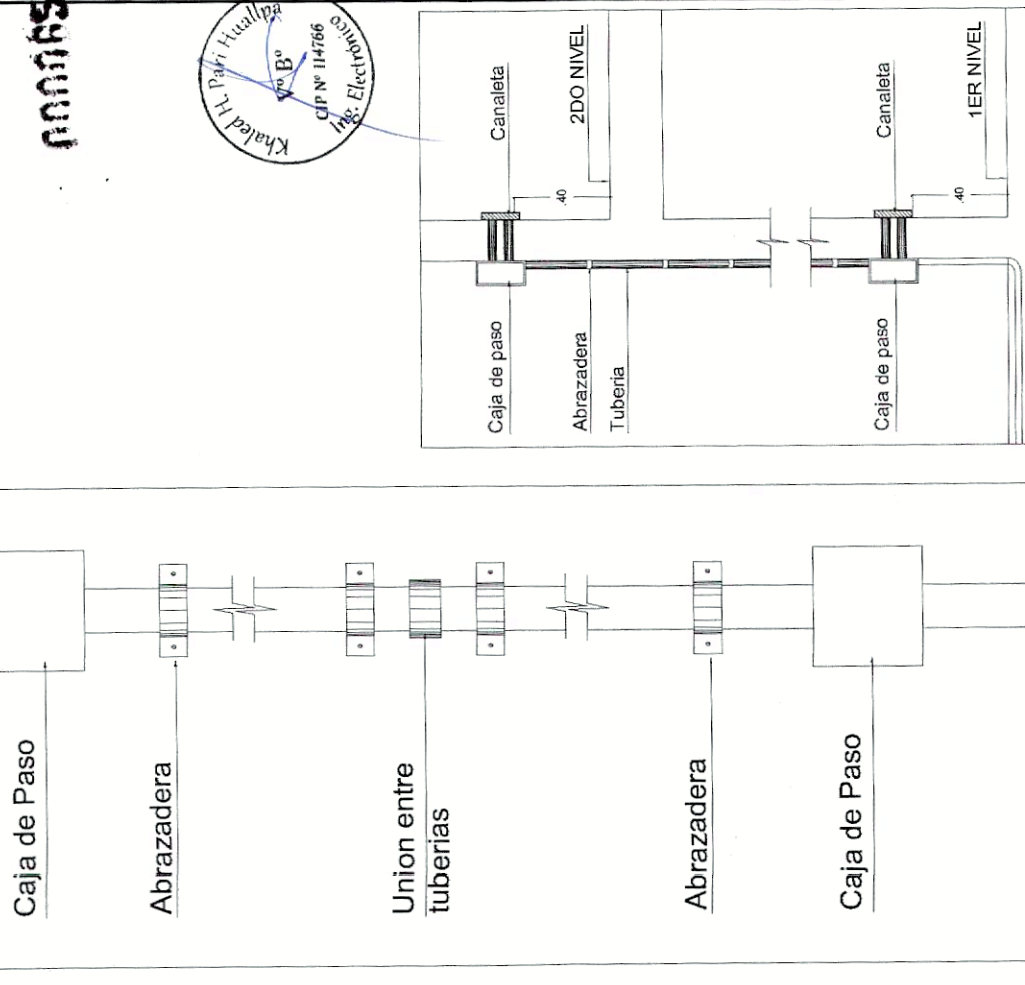 Khaled H. Pari Huallpa
V° B°
CIP N° 114766
Ing. Electrónico
Canaleta
2DO NIVEL
.40
Canaleta
1ER NIVEL
.40
Caja de paso
Abrazadera
Tuberia
Caja de paso
Caja de Paso
Abrazadera
Union entre
tuberias
Abrazadera
Caja de Paso